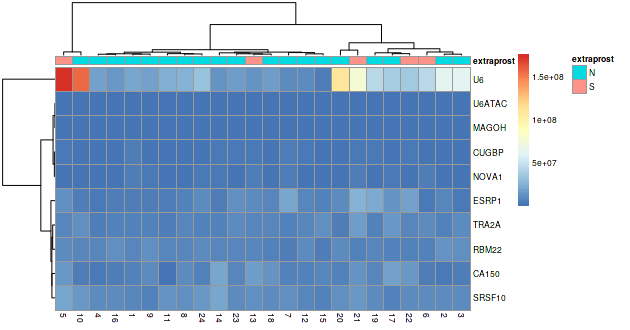 extraprost
U6
U6ATAC
MAGOH
CUGBP
NOVA1
ESRP1
TRA2A
RBM22
CA150
SRSF10
5 10 4 16 1 9 11 8 24 14 23 13 18 7 12 15 20 21 19 17 22 6 2 3
1.5e+08
1e+08
5e+07
extraprost
N
S